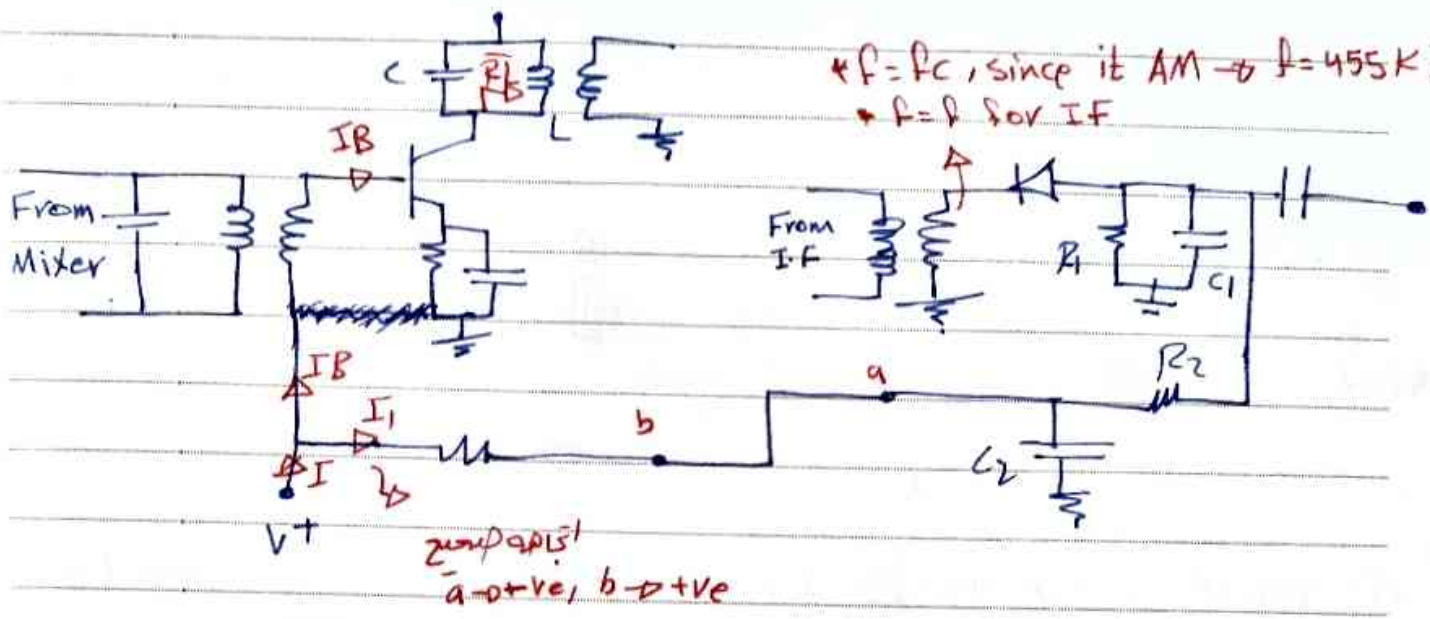 C
RL
L
IB
* f = fc, since it AM → f = 455 K
* f = f for IF
From
Mixer
From
I.F
R1
C1
IB
I1
I
V+
b
a
R2
C2
a → +ve, b → +ve